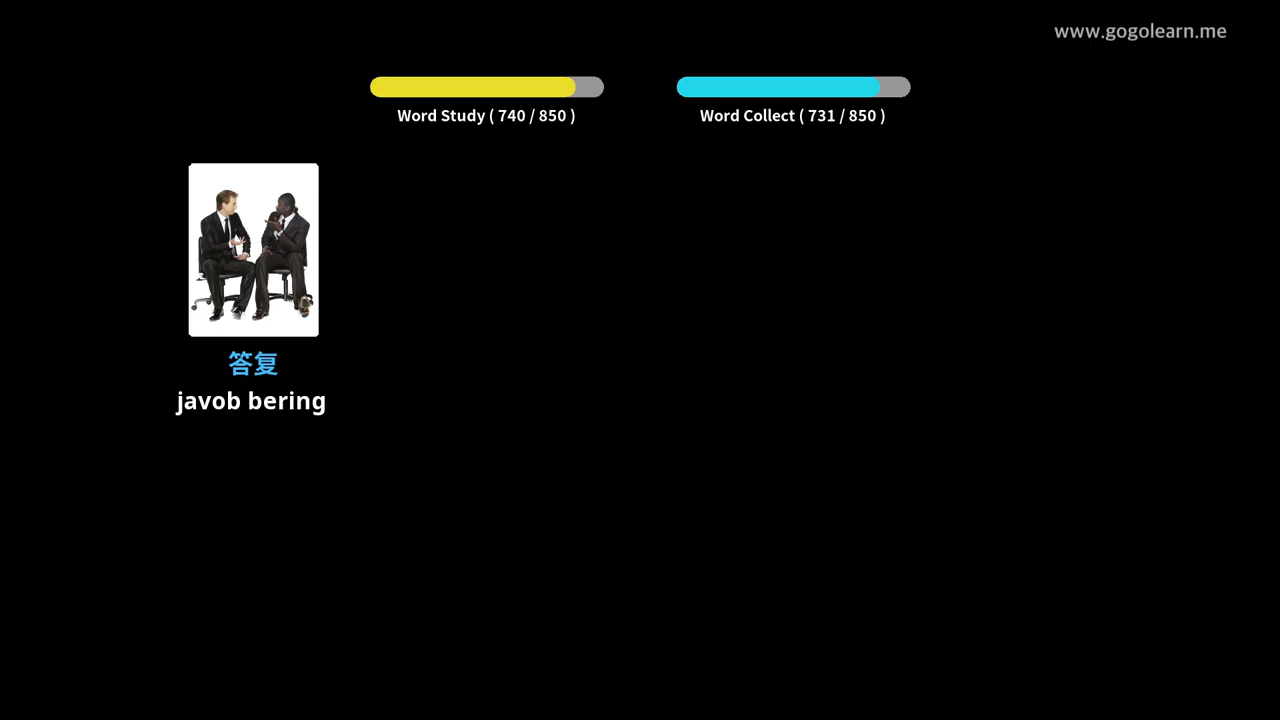 www.gogolearn.me
Word Study ( 740 / 850 )
Word Collect ( 731 / 850 )
答复
javob bering